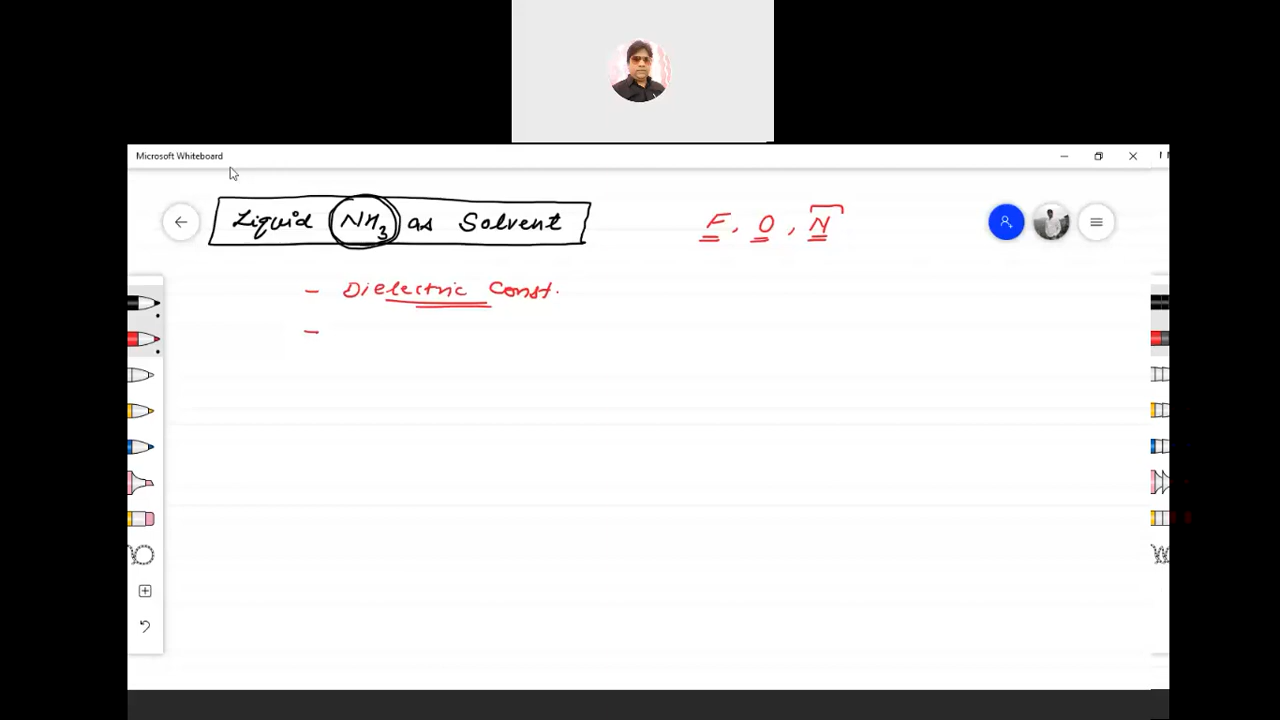 Microsoft Whiteboard
Liquid NH3 as Solvent
F, O, N
- Dielectric Const.
-